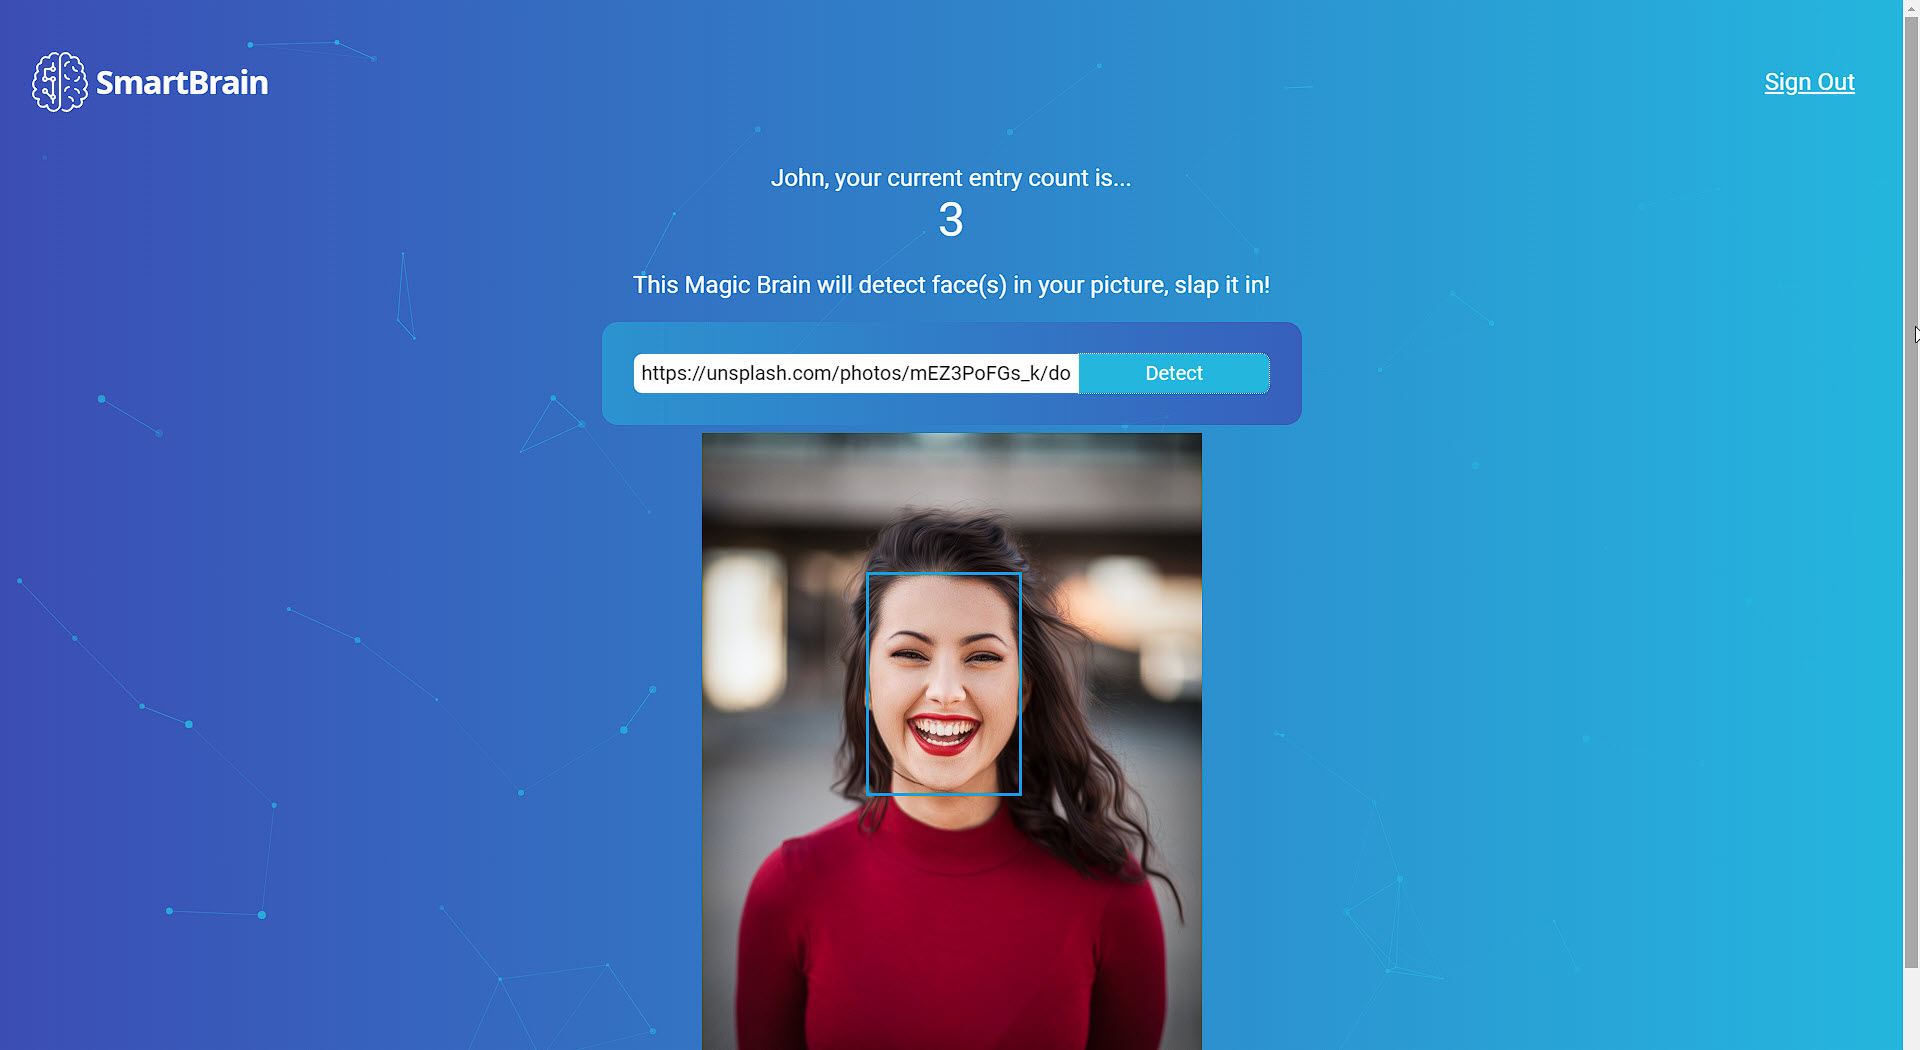 SmartBrain
Sign Out
John, your current entry count is...
3
This Magic Brain will detect face(s) in your picture, slap it in!
https://unsplash.com/photos/mEZ3PoFGs_k/do
Detect